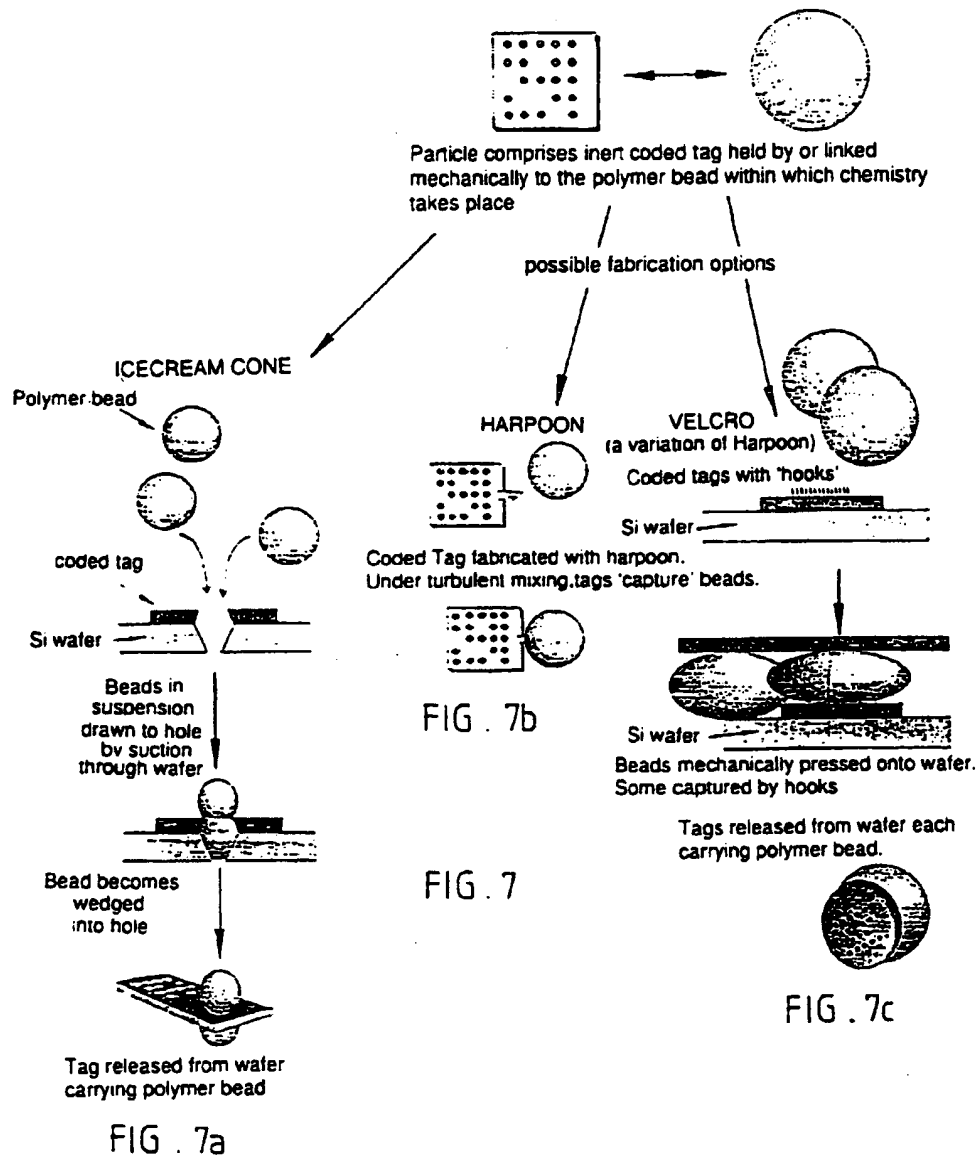 Particle comprises inert coded tag held by or linked
mechanically to the polymer bead within which chemistry
takes place
possible fabrication options
ICECREAM CONE
Polymer bead
coded tag
Si wafer
Beads in
suspension
drawn to hole
by suction
through wafer
Bead becomes
wedged
into hole
Tag released from wafer
carrying polymer bead
FIG . 7a
HARPOON
Coded Tag fabricated with harpoon.
Under turbulent mixing,tags 'capture' beads.
FIG . 7b
FIG . 7
VELCRO
(a variation of Harpoon)
Coded tags with 'hooks'
Si wafer
Si wafer
Beads mechanically pressed onto wafer.
Some captured by hooks
Tags released from wafer each
carrying polymer bead.
FIG . 7c